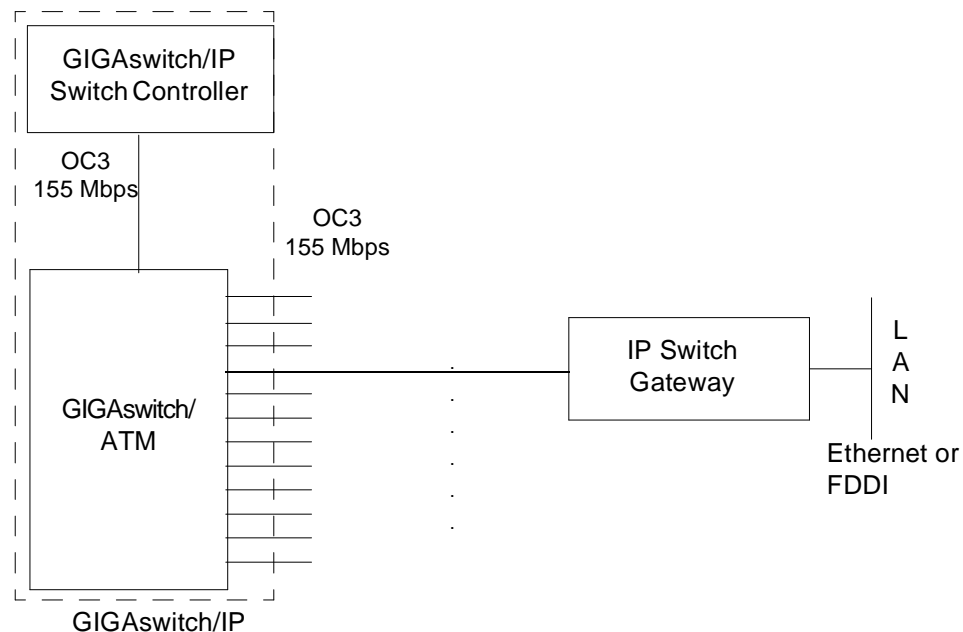 GIGAswitch/IP
Switch Controller
OC3
155 Mbps
OC3
155 Mbps
GIGAswitch/
ATM
IP Switch
Gateway
L
A
N
Ethernet or
FDDI
GIGAswitch/IP